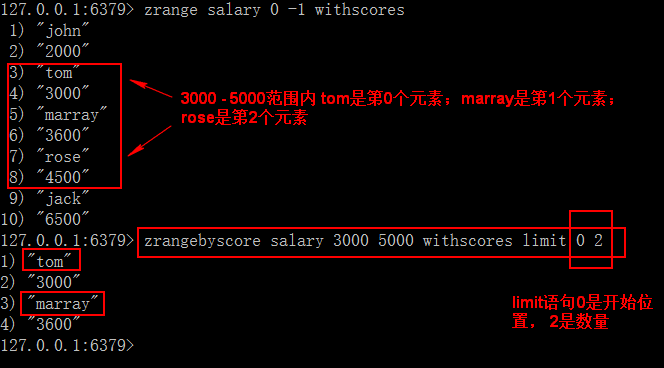 127.0.0.1:6379> zrange salary 0 -1 withscores
1) "john"
2) "2000"
3) "tom"
4) "3000"
5) "marray"
6) "3600"
7) "rose"
8) "4500"
9) "jack"
10) "6500"
3000 - 5000范围内 tom是第0个元素；marray是第1个元素；
rose是第2个元素
127.0.0.1:6379> zrangebyscore salary 3000 5000 withscores limit 0 2
1) "tom"
2) "3000"
3) "marray"
4) "3600"
127.0.0.1:6379>
limit语句0是开始位
置， 2是数量